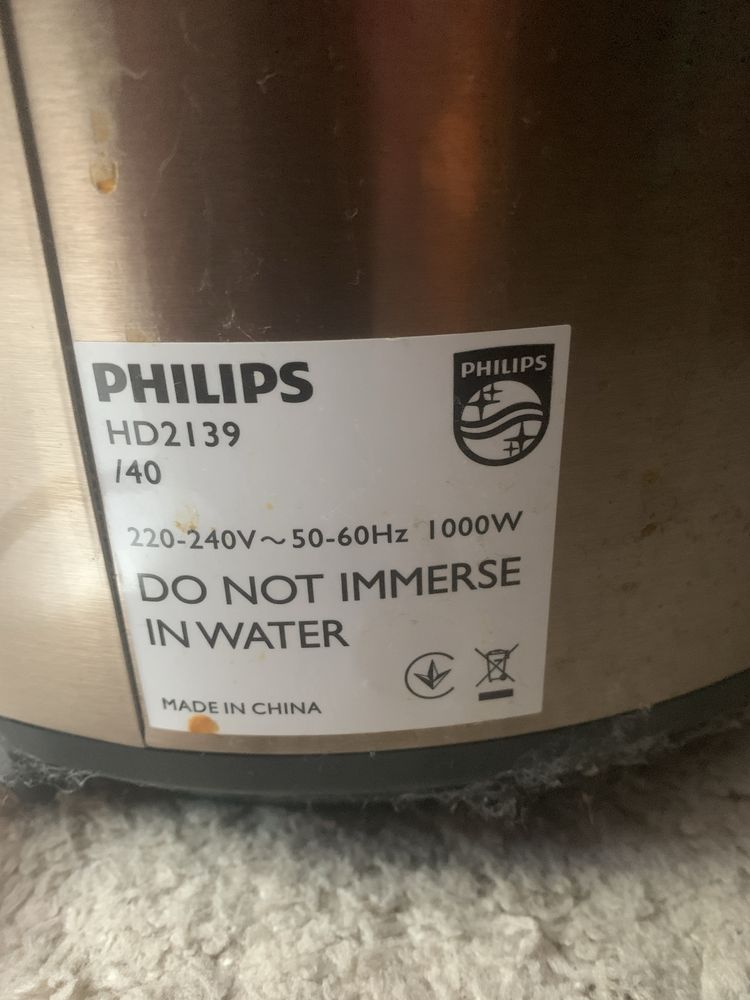 PHILIPS
PHILIPS
HD2139
/40
220-240V~50-60Hz 1000W
DO NOT IMMERSE
IN WATER
MADE IN CHINA